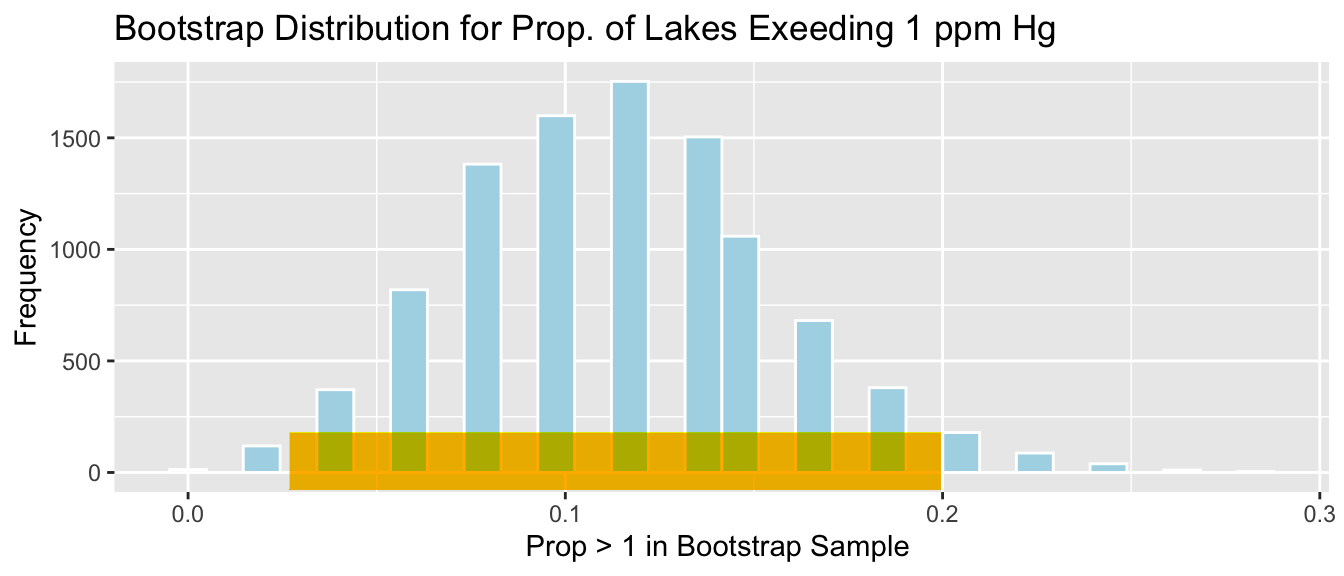 Bootstrap Distribution for Prop. of Lakes Exeeding 1 ppm Hg
Frequency
1500
1000
500
0
0.0 0.1 0.2 0.3
Prop > 1 in Bootstrap Sample